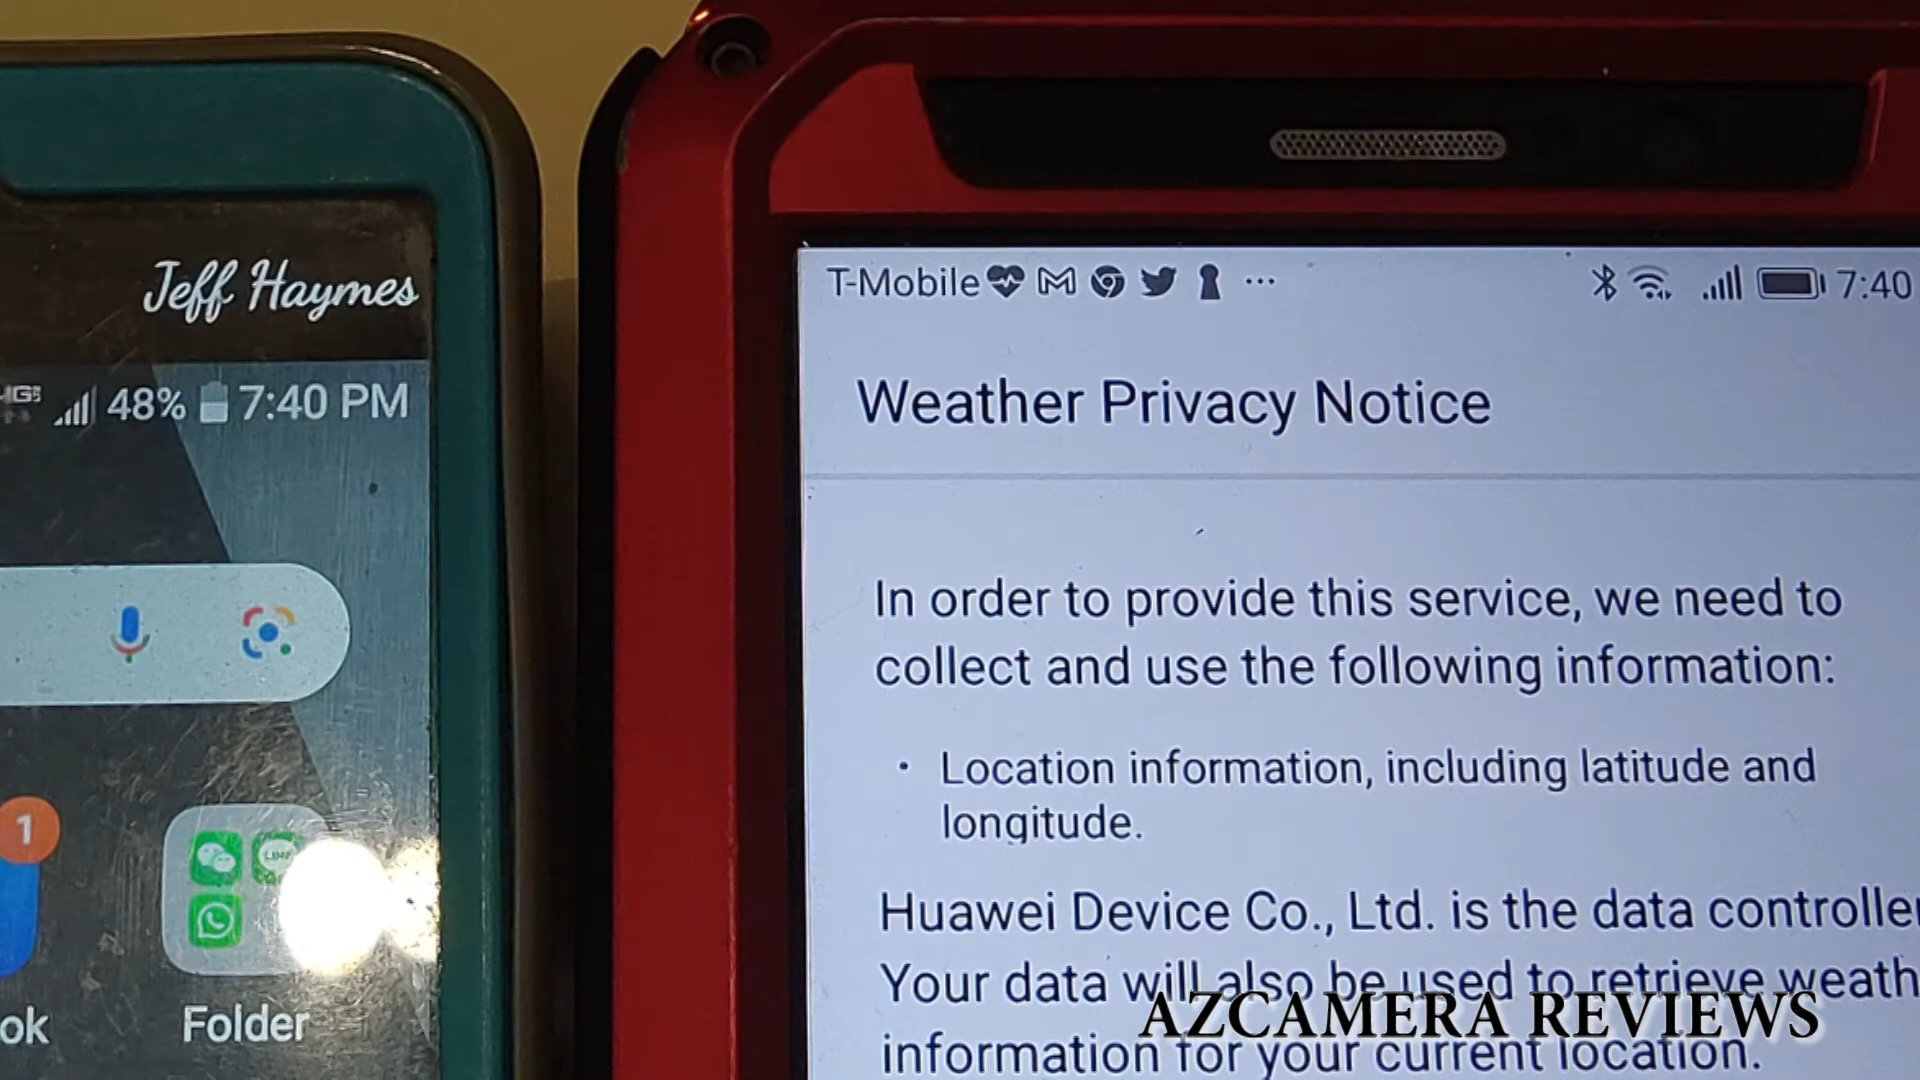 Jeff Haymes
48% 7:40 PM
1
ok
Folder
T-Mobile ... 7:40
Weather Privacy Notice
In order to provide this service, we need to
collect and use the following information:
· Location information, including latitude and
longitude.
Huawei Device Co., Ltd. is the data controller
Your data will also be used to retrieve weath
information for your current location.
AZCAMERA REVIEWS